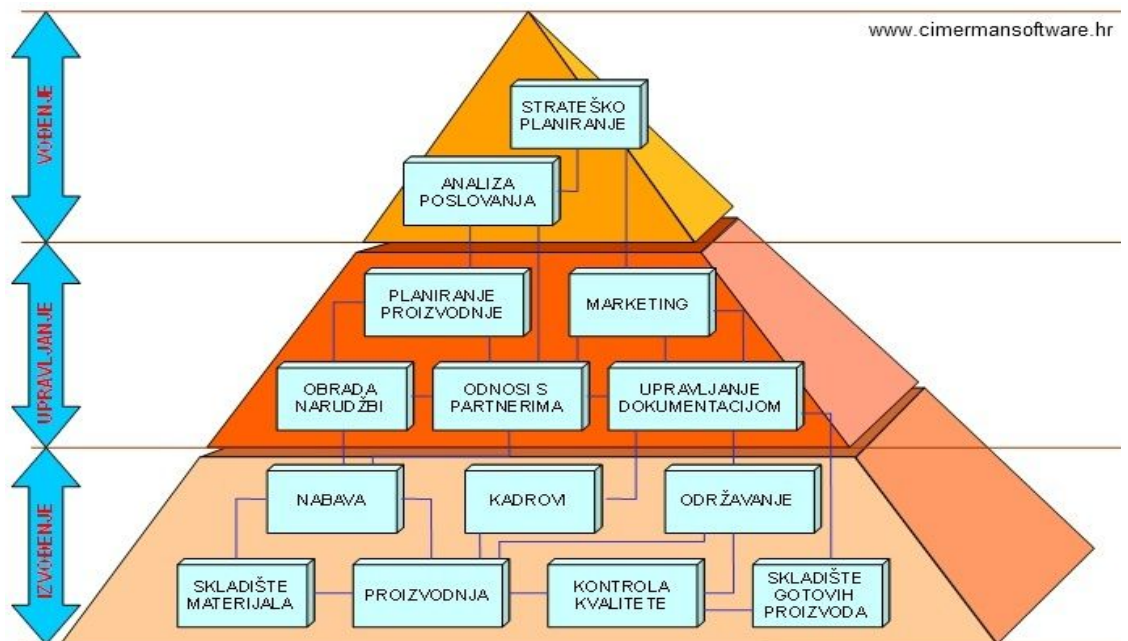 www.cimermansoftware.hr
VOĐENJE
STRATEŠKO
PLANIRANJE
ANALIZA
POSLOVANJA
UPRAVLJANJE
PLANIRANJE
PROIZVODNJE
MARKETING
OBRADA
NARUDŽBI
ODNOSI S
PARTNERIMA
UPRAVLJANJE
DOKUMENTACIJOM
IZVOĐENJE
NABAVA
KADROVI
ODRŽAVANJE
SKLADIŠTE
MATERIJALA
PROIZVODNJA
KONTROLA
KVALITETE
SKLADIŠTE
GOTOVIH
PROIZVODA